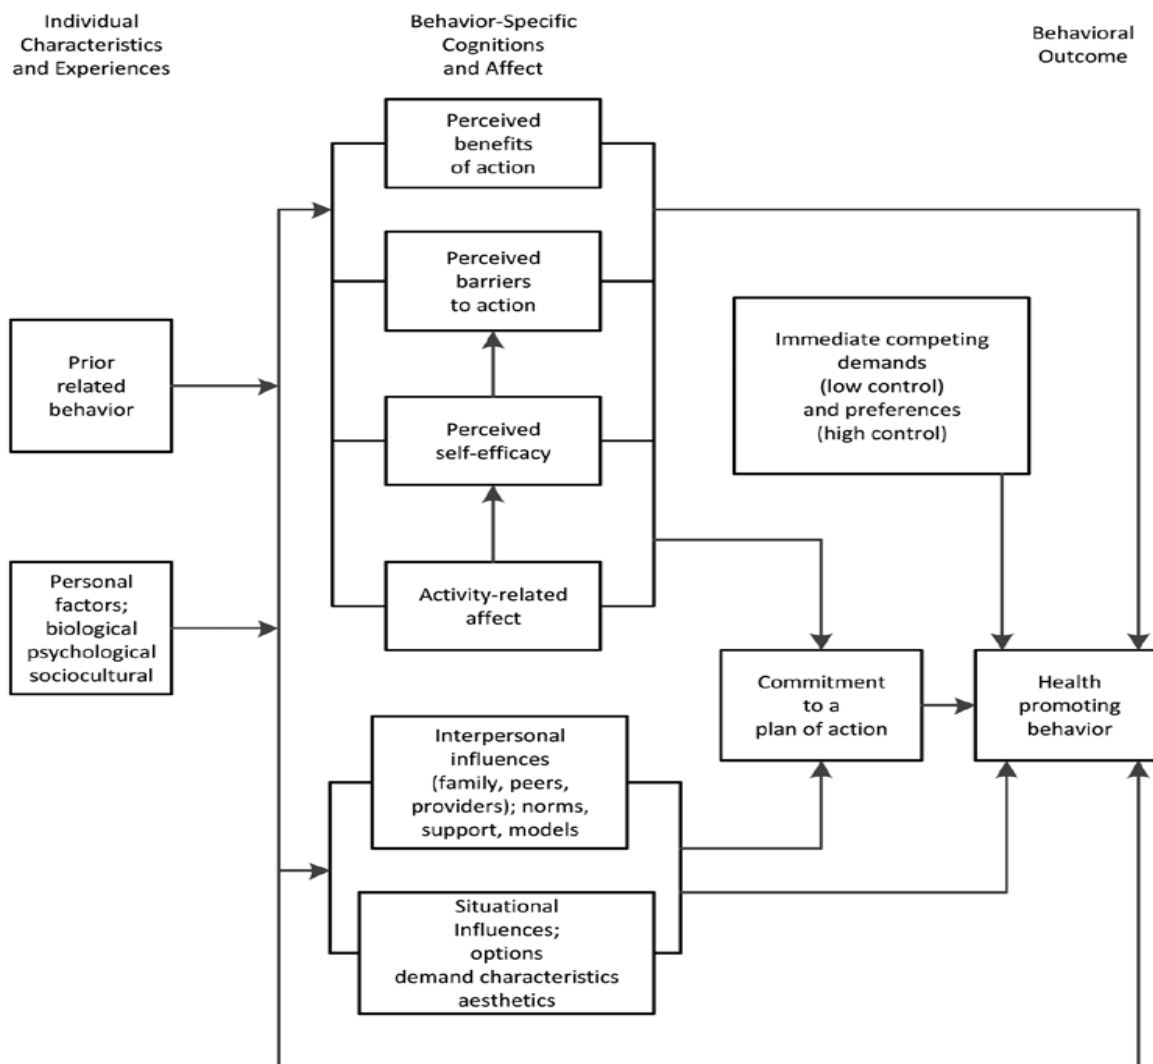 Individual
Characteristics
and Experiences
Behavior-Specific
Cognitions
and Affect
Behavioral
Outcome
Perceived
benefits
of action
Perceived
barriers
to action
Prior
related
behavior
Immediate competing
demands
(low control)
and preferences
(high control)
Perceived
self-efficacy
Personal
factors;
biological
psychological
sociocultural
Activity-related
affect
Commitment
to a
plan of action
Health
promoting
behavior
Interpersonal
influences
(family, peers,
providers); norms,
support, models
Situational
Influences;
options
demand characteristics
aesthetics